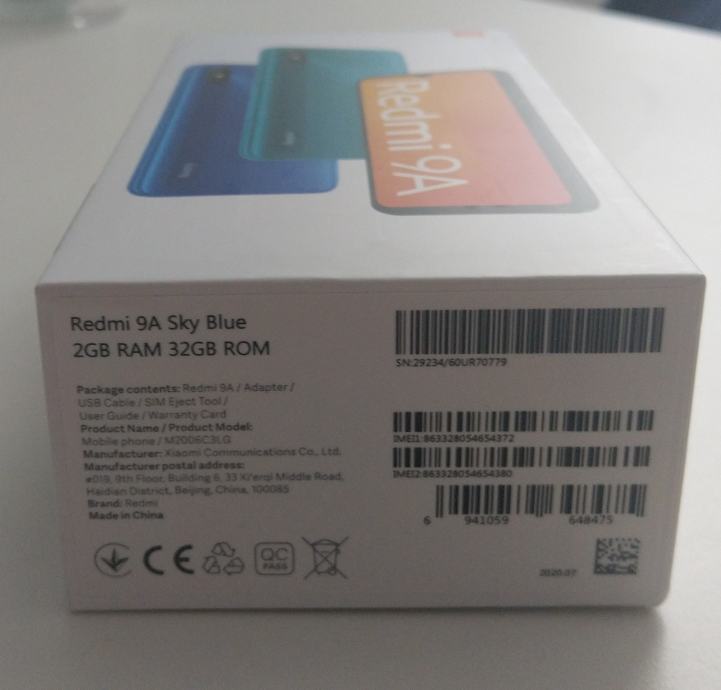 Redmi 9A
Redmi 9A Sky Blue
2GB RAM 32GB ROM
Package contents: Redmi 9A / Adapter /
USB Cable / SIM Eject Tool /
User Guide / Warranty Card
Product Name / Product Model:
Mobile phone / M2006C3LG
Manufacturer: Xiaomi Communications Co., Ltd.
Manufacturer postal address:
#019, 9th Floor, Building 6, 33 Xi'erqi Middle Road,
Haidian District, Beijing, China, 100085
Brand: Redmi
Made in China
CE
QC
PASS
SN:29234/60UR70779
IMEI1:863328054654372
IMEI2:863328054654380
6 941059 648475
2020.07